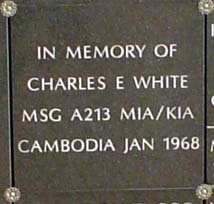 IN MEMORY OF
CHARLES E WHITE
MSG A213 MIA/KIA
CAMBODIA JAN 1968